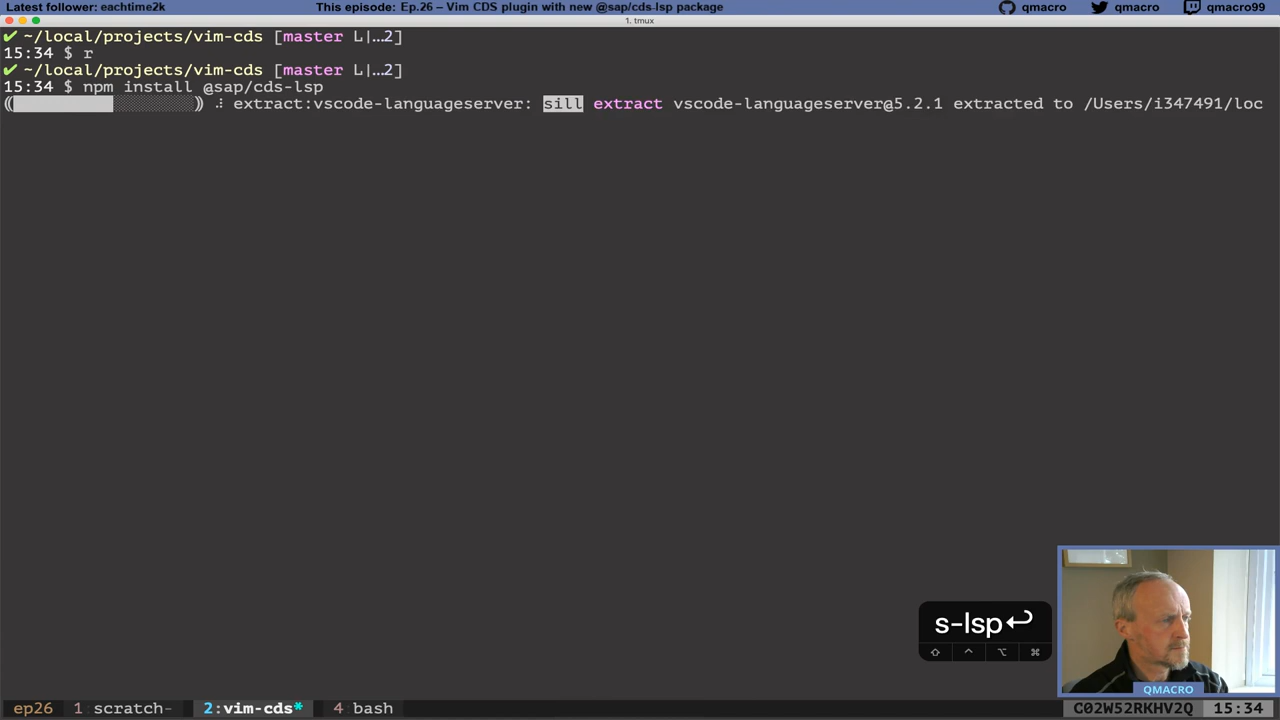 Latest follower: eachtime2k
This episode: Ep.26 – Vim CDS plugin with new @sap/cds-lsp package
qmacro
qmacro
qmacro99
1. tmux
✔ ~/local/projects/vim-cds [master L|…2]
15:34 $ r
✔ ~/local/projects/vim-cds [master L|…2]
15:34 $ npm install @sap/cds-lsp
extract:vscode-languageserver: sill extract vscode-languageserver@5.2.1 extracted to /Users/i347491/loc
s-lsp↩
⇧ ^ ⌥ ⌘
QMACRO
ep26 1:scratch- 2:vim-cds* 4:bash C02W52RKHV2Q 15:34